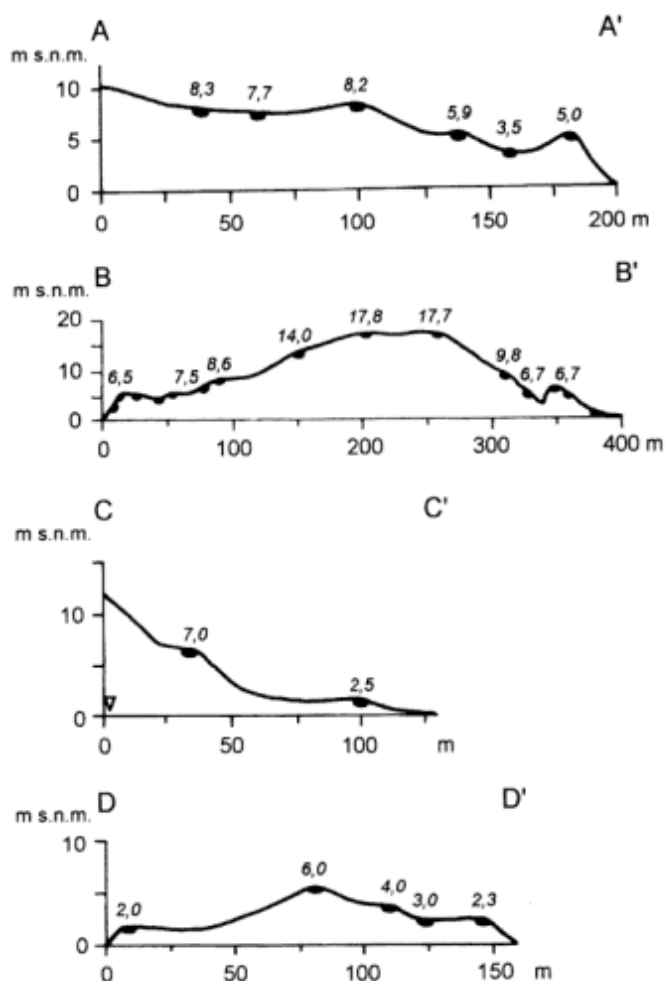 A A'
m s.n.m.
10
8,3 7,7 8,2 5,9 3,5 5,0
5
0
0 50 100 150 200 m
B B'
m s.n.m.
20
6,5 7,5 8,6 14,0 17,8 17,7 9,8 6,7 6,7
10
0
0 100 200 300 400 m
C C'
m s.n.m.
10
7,0
2,5
0
0 50 100 m
D D'
m s.n.m.
10
2,0 6,0 4,0 3,0 2,3
0
0 50 100 150 m